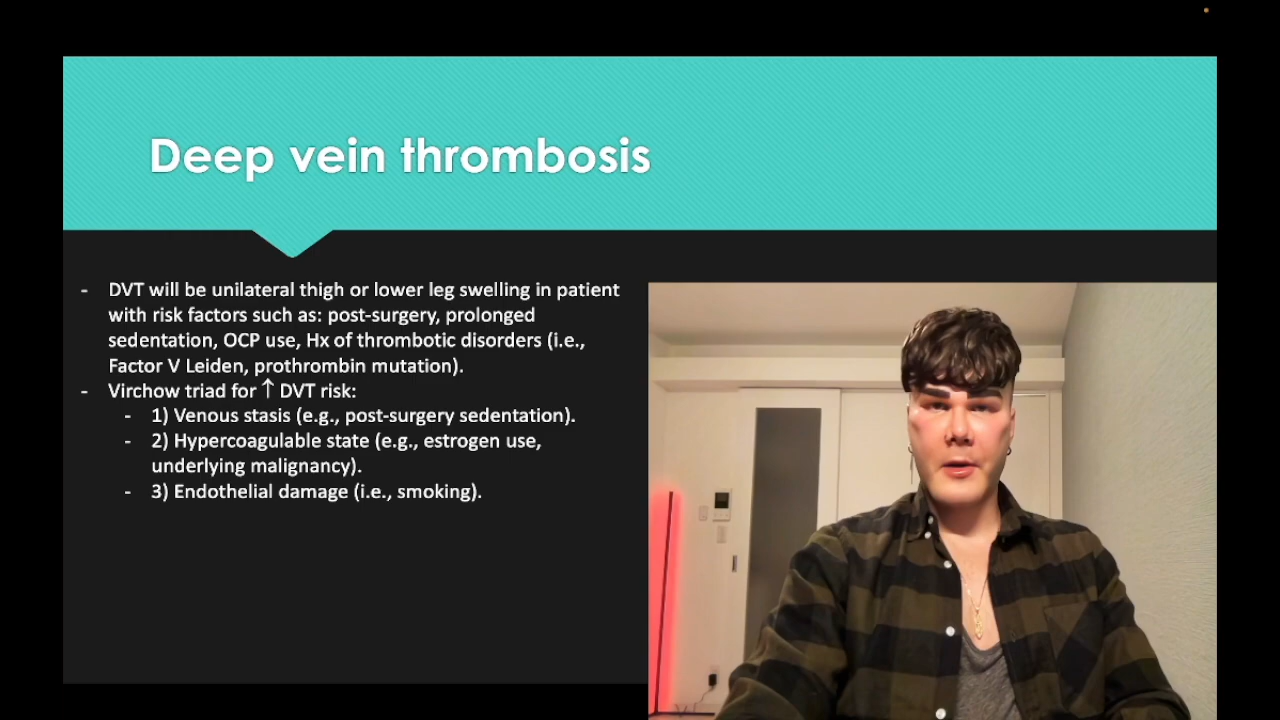 Deep vein thrombosis
- DVT will be unilateral thigh or lower leg swelling in patient
with risk factors such as: post-surgery, prolonged
sedentation, OCP use, Hx of thrombotic disorders (i.e.,
Factor V Leiden, prothrombin mutation).
- Virchow triad for ↑ DVT risk:
- 1) Venous stasis (e.g., post-surgery sedentation).
- 2) Hypercoagulable state (e.g., estrogen use,
underlying malignancy).
- 3) Endothelial damage (i.e., smoking).